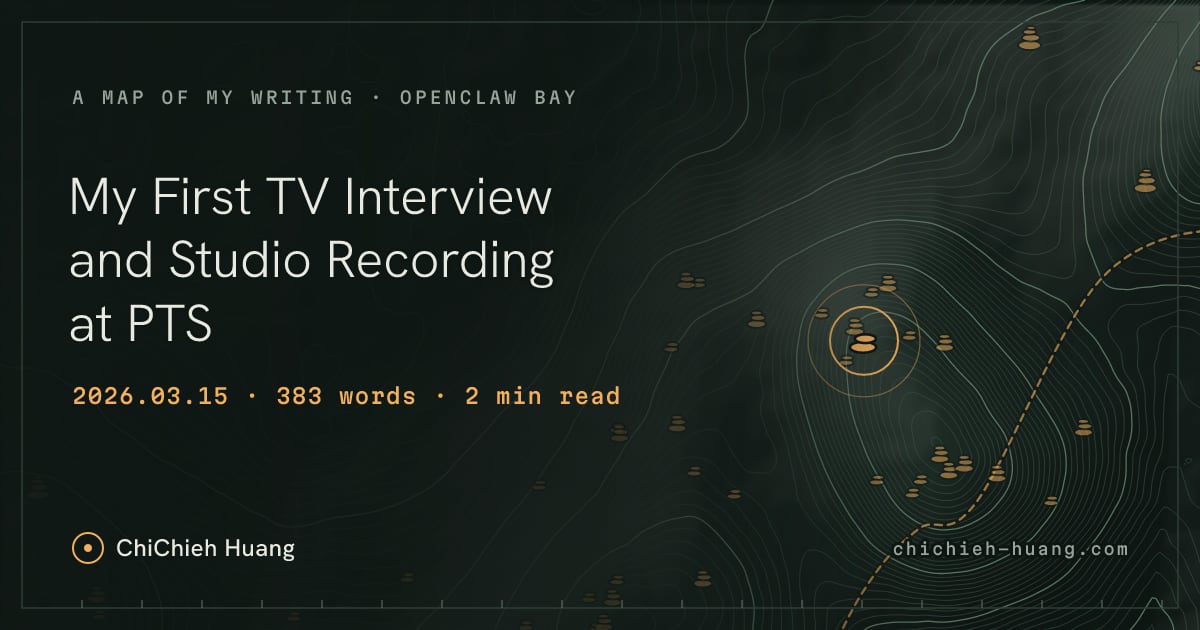 A MAP OF MY WRITING · OPENCLAW BAY
My First TV Interview
and Studio Recording
at PTS
2026.03.15 · 383 words · 2 min read
ChiChieh Huang
chichieh-huang.com